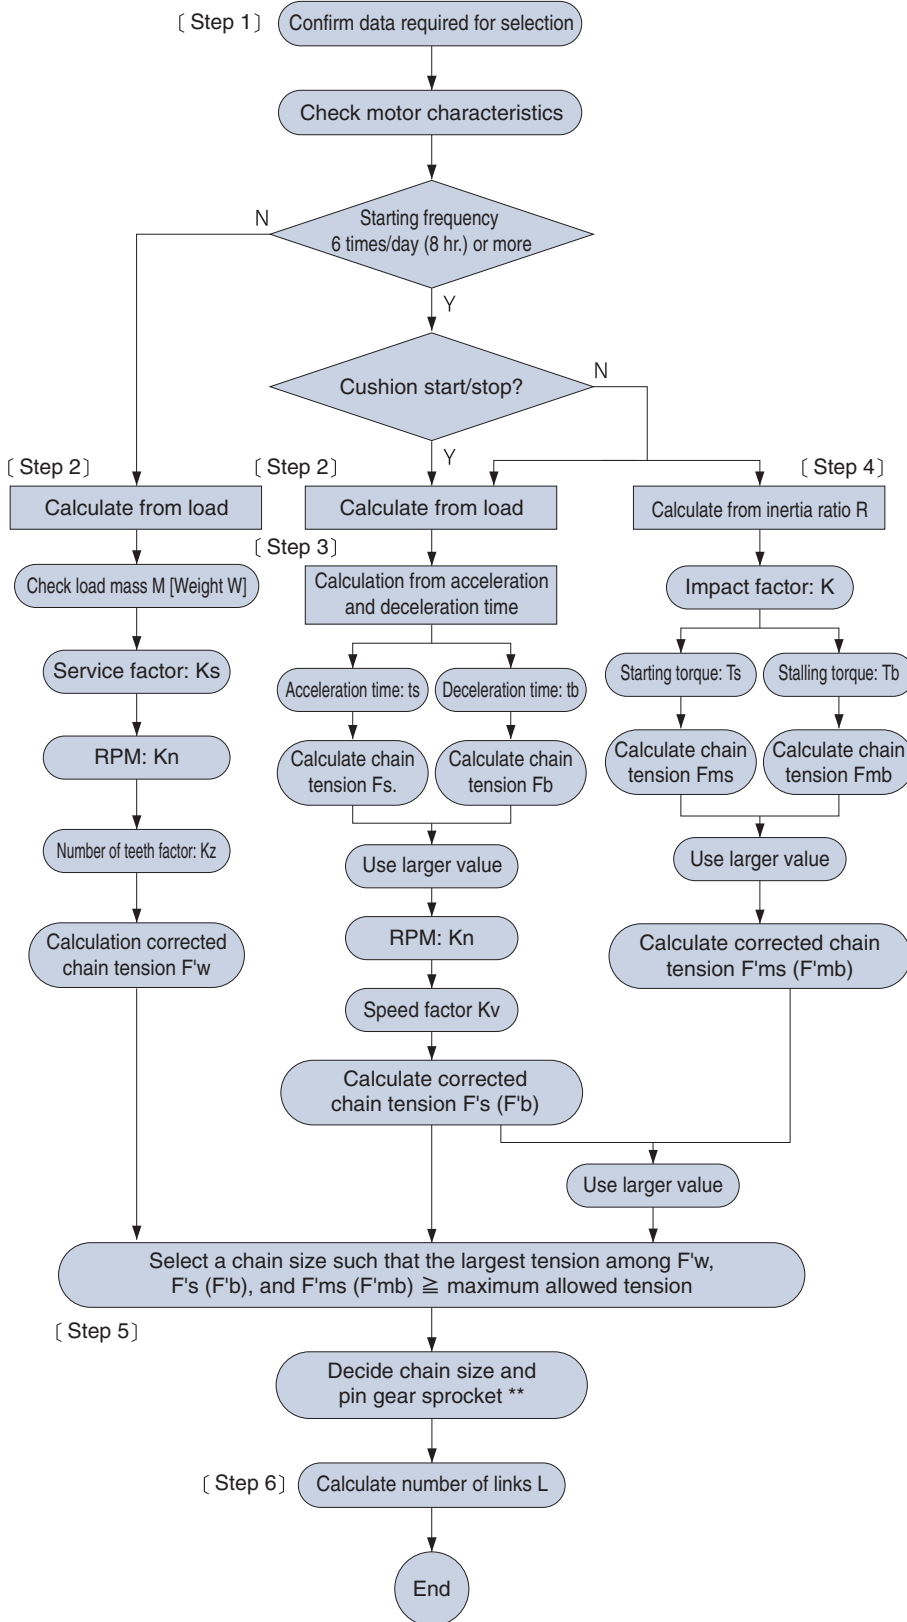 〔 Step 1〕
Confirm data required for selection
Check motor characteristics
N
Starting frequency
6 times/day (8 hr.) or more
Y
Cushion start/stop?
N
Y
〔 Step 2〕
〔 Step 2〕
〔 Step 4〕
Calculate from load
Calculate from load
Calculate from inertia ratio R
〔 Step 3〕
Check load mass M [Weight W]
Calculation from acceleration
and deceleration time
Impact factor: K
Service factor: Ks
Acceleration time: ts
Deceleration time: tb
Starting torque: Ts
Stalling torque: Tb
RPM: Kn
Calculate chain
tension Fs.
Calculate chain
tension Fb
Calculate chain
tension Fms
Calculate chain
tension Fmb
Number of teeth factor: Kz
Use larger value
Use larger value
Calculation corrected
chain tension F'w
RPM: Kn
Calculate corrected chain
tension F'ms (F'mb)
Speed factor Kv
Calculate corrected
chain tension F's (F'b)
Use larger value
Select a chain size such that the largest tension among F'w,
F's (F'b), and F'ms (F'mb) ≧ maximum allowed tension
〔 Step 5〕
Decide chain size and
pin gear sprocket **
〔 Step 6〕
Calculate number of links L
End